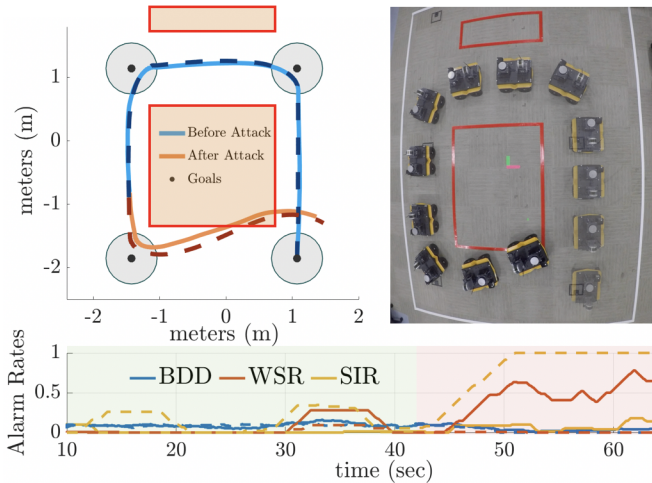 1
0
-1
-2
meters (m)
Before Attack
After Attack
Goals
-2
-1
0
1
2
meters (m)
Alarm Rates
1
0.5
0
BDD
WSR
SIR
10
20
30
40
50
60
time (sec)